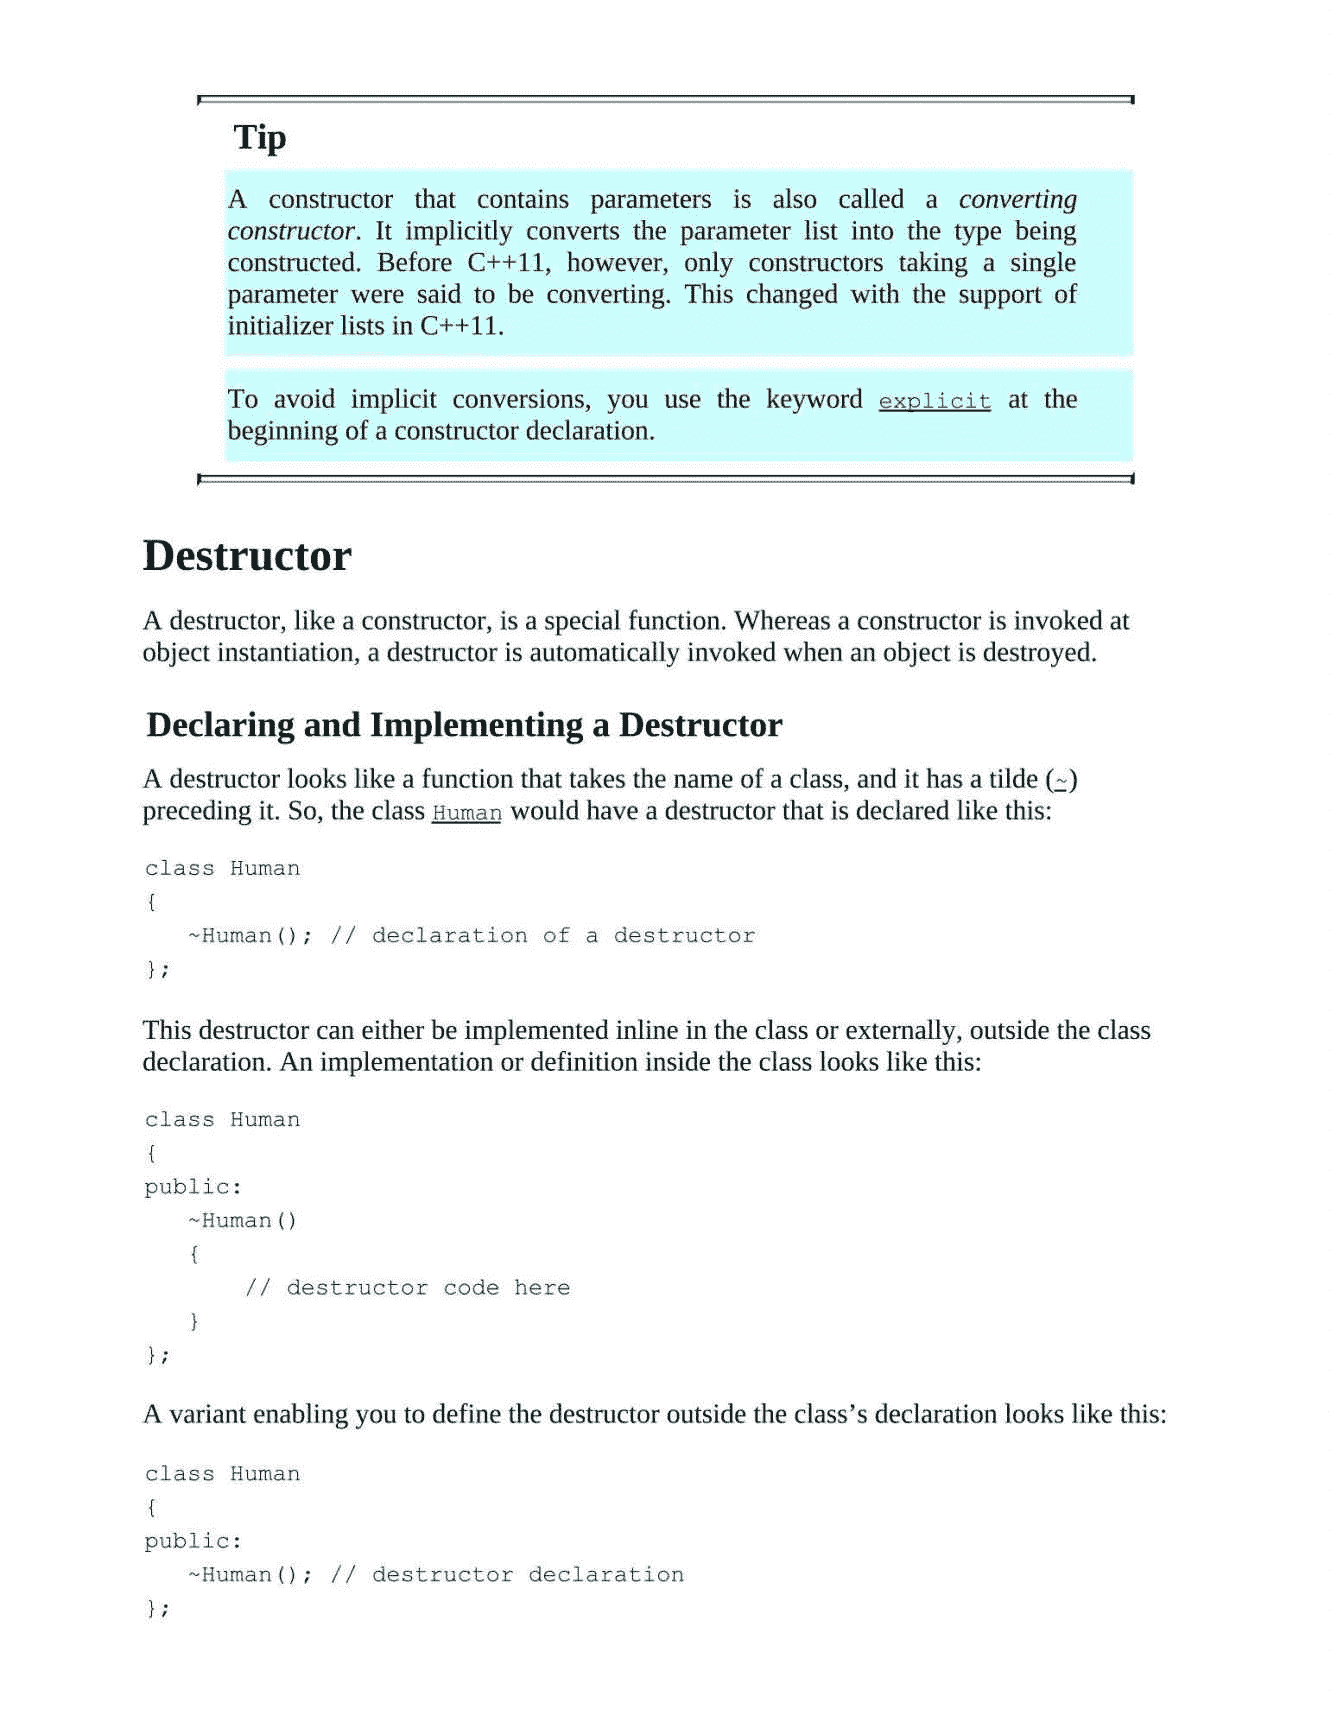 Tip
A constructor that contains parameters is also called a converting
constructor. It implicitly converts the parameter list into the type being
constructed. Before C++11, however, only constructors taking a single
parameter were said to be converting. This changed with the support of
initializer lists in C++11.
To avoid implicit conversions, you use the keyword explicit at the
beginning of a constructor declaration.
Destructor
A destructor, like a constructor, is a special function. Whereas a constructor is invoked at
object instantiation, a destructor is automatically invoked when an object is destroyed.
Declaring and Implementing a Destructor
A destructor looks like a function that takes the name of a class, and it has a tilde (~)
preceding it. So, the class Human would have a destructor that is declared like this:
class Human
{
   ~Human(); // declaration of a destructor
};
This destructor can either be implemented inline in the class or externally, outside the class
declaration. An implementation or definition inside the class looks like this:
class Human
{
public:
   ~Human()
   {
       // destructor code here
   }
};
A variant enabling you to define the destructor outside the class’s declaration looks like this:
class Human
{
public:
   ~Human(); // destructor declaration
};